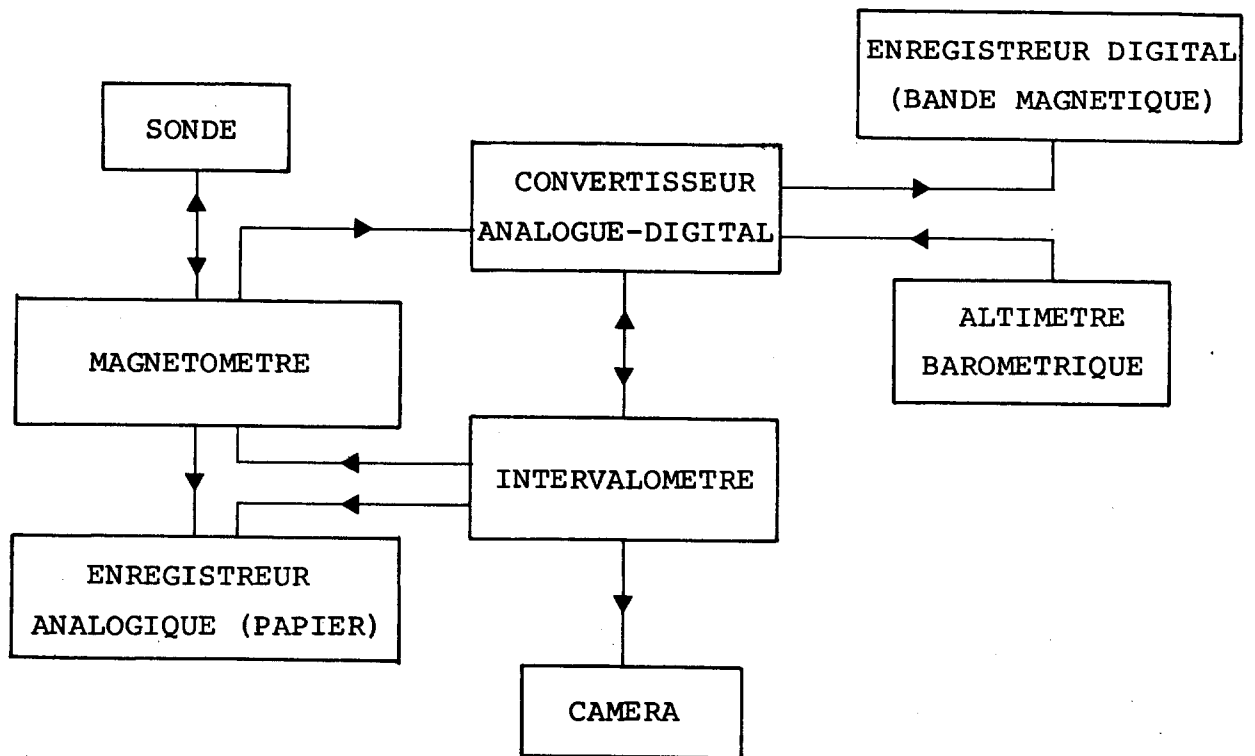 ENREGISTREUR DIGITAL
(BANDE MAGNETIQUE)
SONDE
CONVERTISSEUR
ANALOGUE-DIGITAL
MAGNETOMETRE
ALTIMETRE
BAROMETRIQUE
INTERVALOMETRE
ENREGISTREUR
ANALOGIQUE (PAPIER)
CAMERA